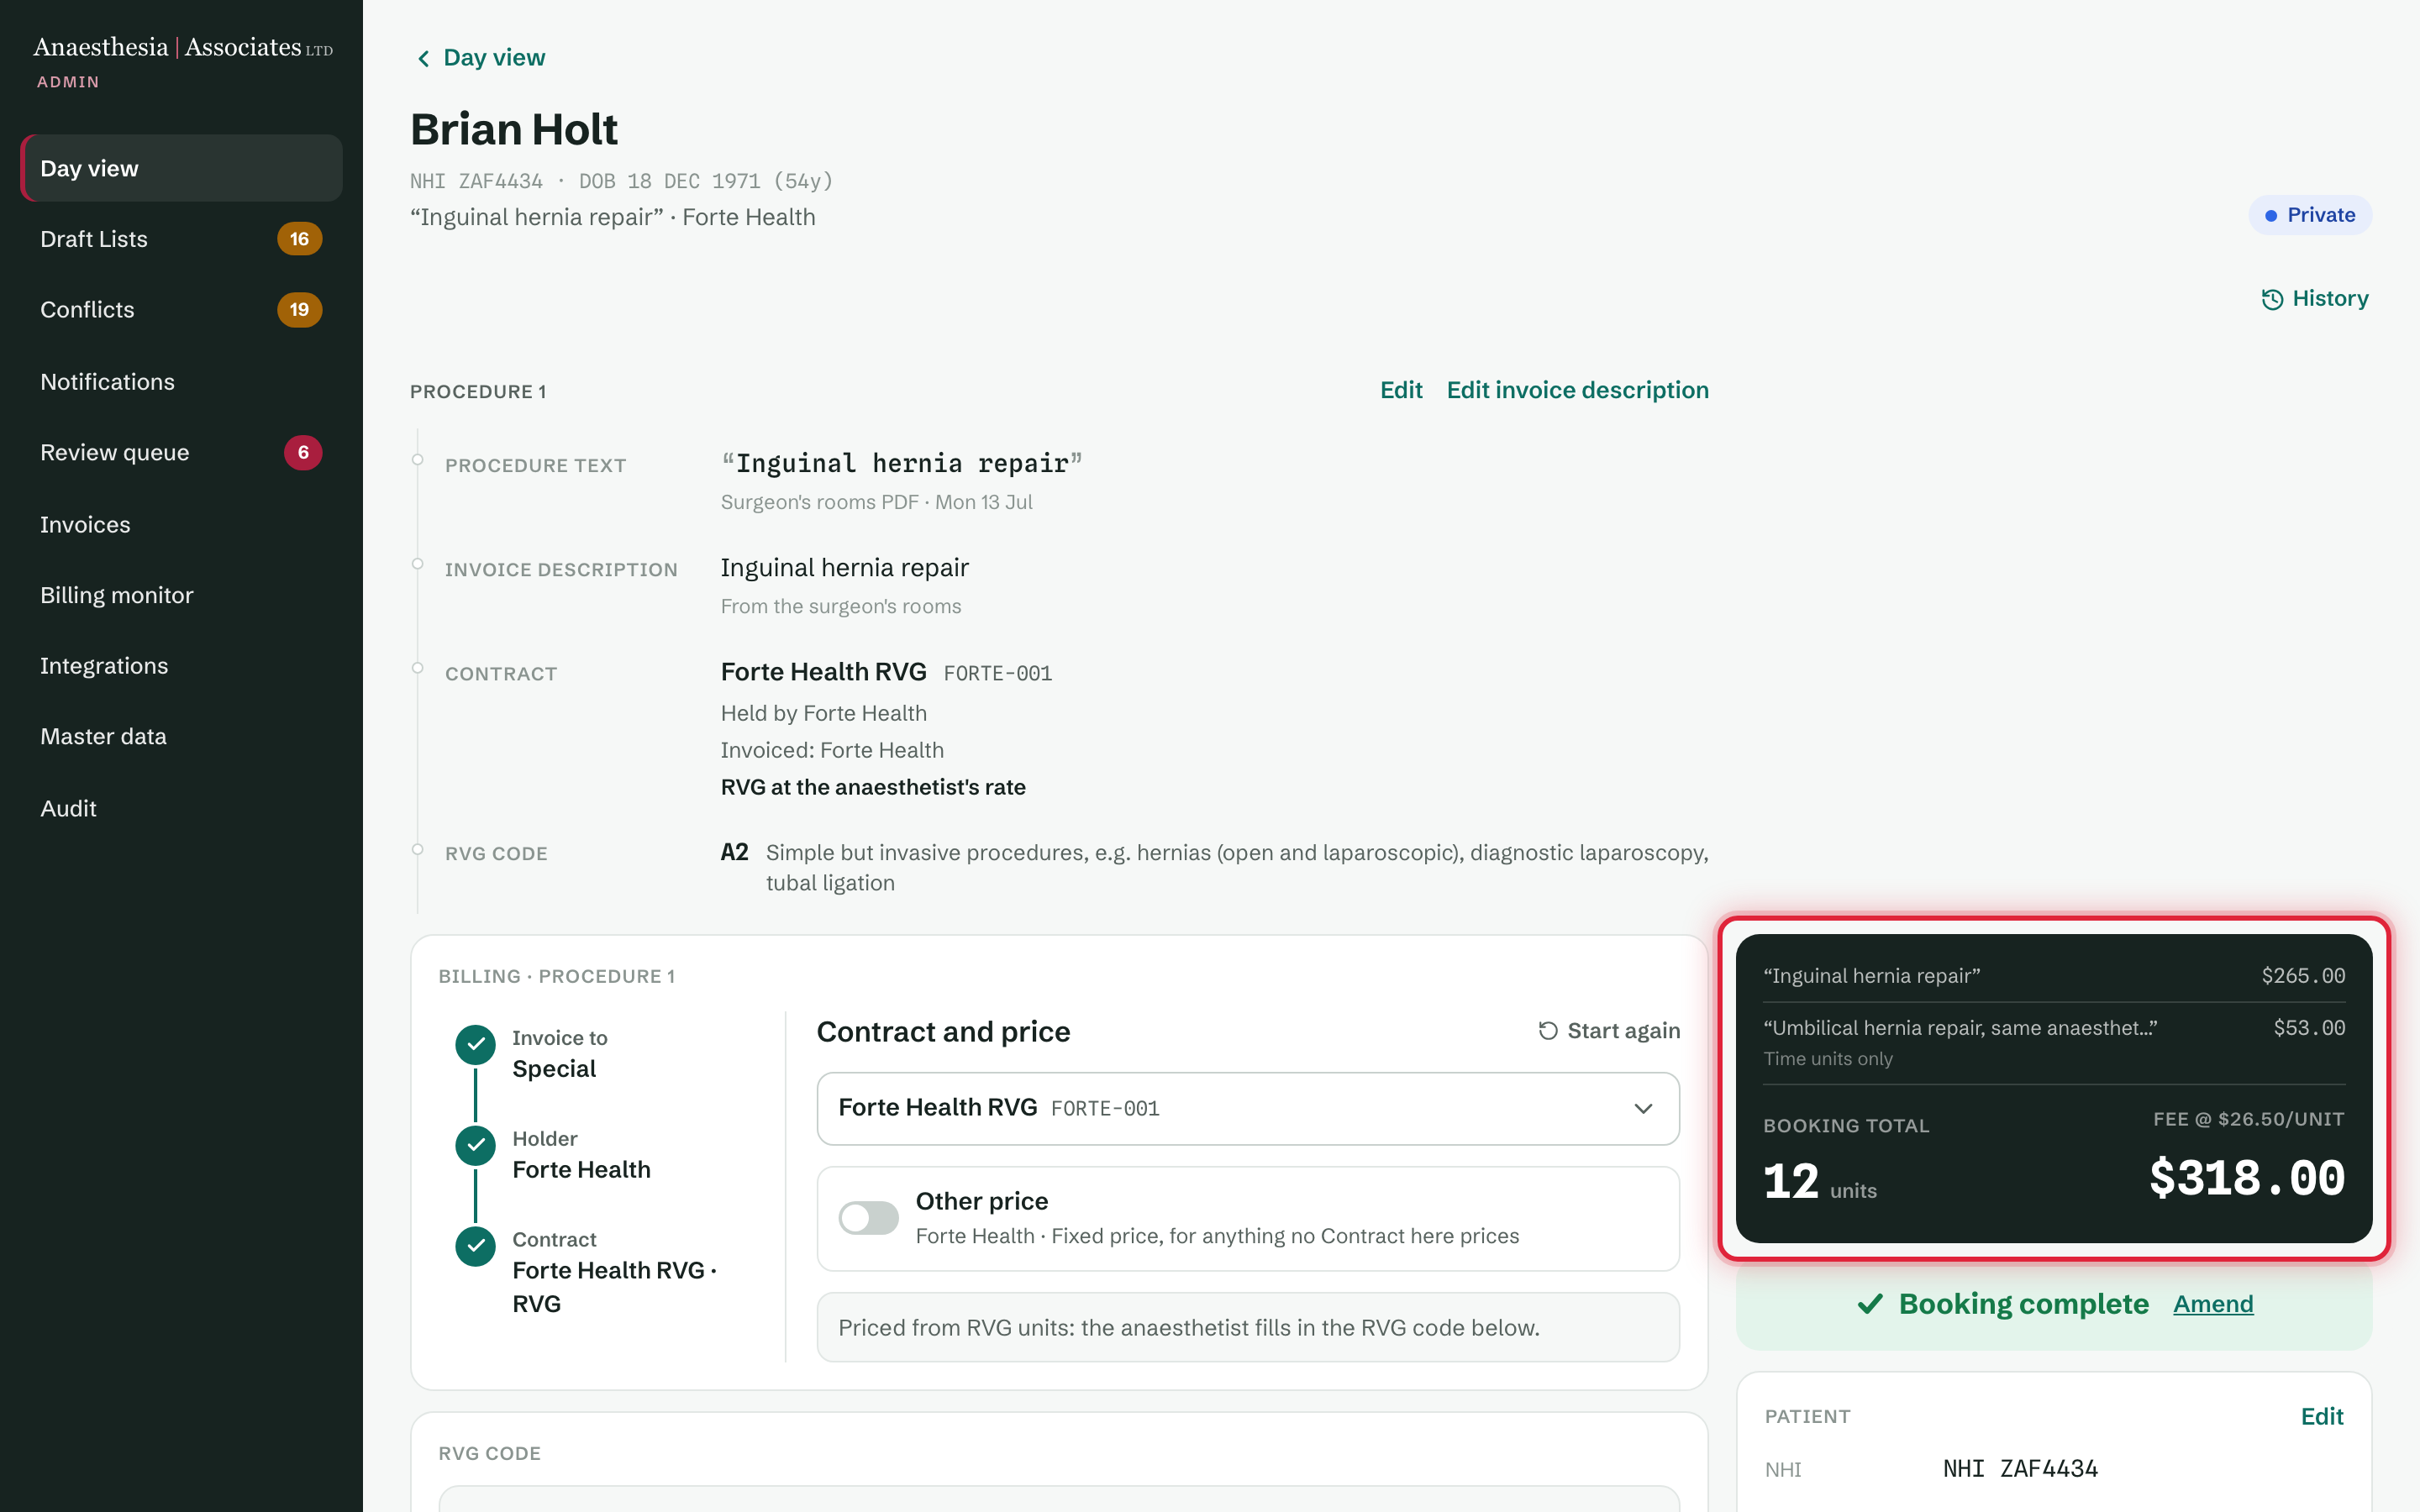 Anaesthesia | Associates LTD
ADMIN
Day view
Draft Lists 16
Conflicts 19
Notifications
Review queue 6
Invoices
Billing monitor
Integrations
Master data
Audit
Day view
Brian Holt
NHI ZAF4434 · DOB 18 DEC 1971 (54y)
“Inguinal hernia repair” · Forte Health
Private
History
PROCEDURE 1
Edit Edit invoice description
PROCEDURE TEXT
“Inguinal hernia repair”
Surgeon's rooms PDF · Mon 13 Jul
INVOICE DESCRIPTION
Inguinal hernia repair
From the surgeon's rooms
CONTRACT
Forte Health RVG FORTE-001
Held by Forte Health
Invoiced: Forte Health
RVG at the anaesthetist's rate
RVG CODE
A2 Simple but invasive procedures, e.g. hernias (open and laparoscopic), diagnostic laparoscopy,
tubal ligation
BILLING · PROCEDURE 1
Invoice to
Special
Holder
Forte Health
Contract
Forte Health RVG ·
RVG
Contract and price
Start again
Forte Health RVG FORTE-001
Other price
Forte Health · Fixed price, for anything no Contract here prices
Priced from RVG units: the anaesthetist fills in the RVG code below.
RVG CODE
“Inguinal hernia repair” $265.00
“Umbilical hernia repair, same anaesthet...” $53.00
Time units only
BOOKING TOTAL
FEE @ $26.50/UNIT
12 units
$318.00
Booking complete Amend
PATIENT
Edit
NHI
NHI ZAF4434